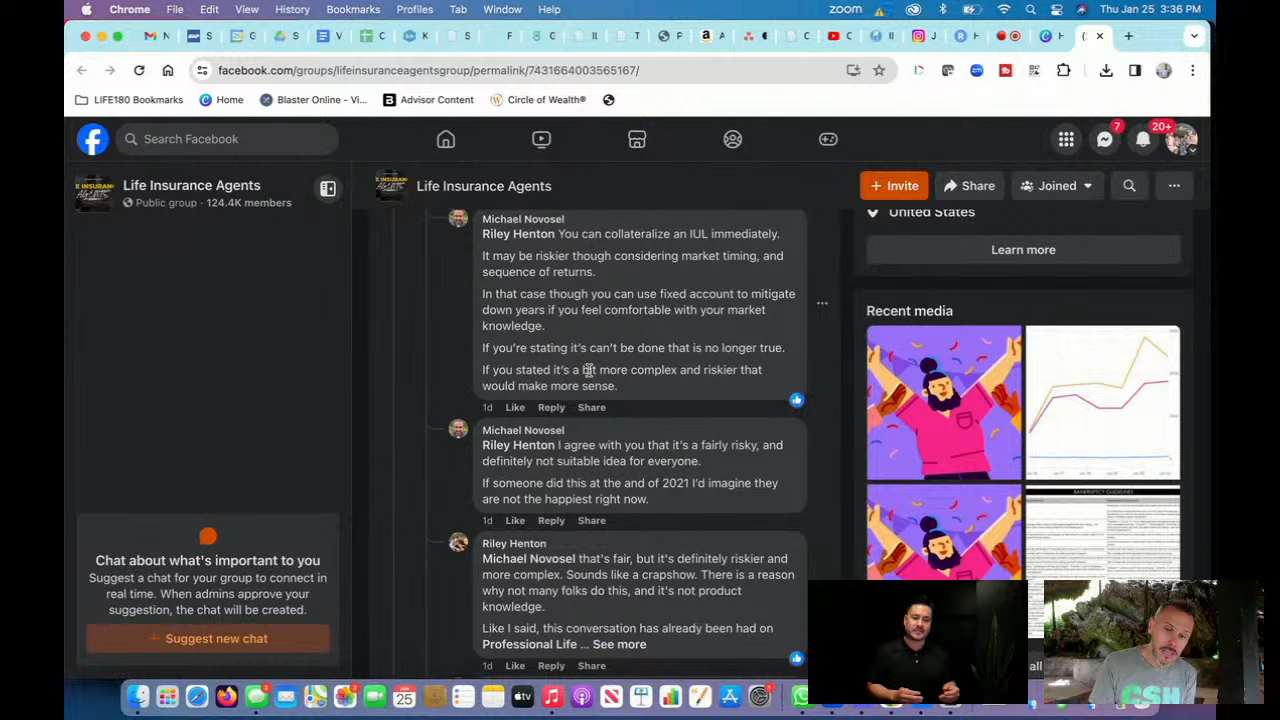 Chrome File Edit View History Bookmarks Profiles Tab Window Help
zoom
Thu Jan 25 3:36 PM
facebook.com/groups/lifeinsuranceagentsgroup/permalink/7431664003565167/
LIFE180 Bookmarks
Home
Blaster Online - Vi...
Advisor Content
Circle of Wealth®
Search Facebook
7
20+
Life Insurance Agents
Public group · 124.4K members
Life Insurance Agents
+ Invite
Share
Joined
Michael Novosel
Riley Henton You can collateralize an IUL immediately.
It may be riskier though considering market timing, and
sequence of returns.
In that case though you can use fixed account to mitigate
down years if you feel comfortable with your market
knowledge.
If you're stating it's can't be done that is no longer true.
If you stated it's a lot more complex and riskier that
would make more sense.
1d Like Reply Share
Michael Novosel
Riley Henton I agree with you that it's a fairly risky, and
definitely not suitable idea for everyone.
If someone did this at the and of 2021 I'd imagine they
are not the happiest right now.
Like Reply Share
Riley Henton
Michael Novosel that's fair, but it's definitely riskier and
more complex. Sounds like a crapshow. There is a reason
why not many folks do this, and it's not product
knowledge.
Like I said, this conversation has already been had on
Professional Life ... See more
1d Like Reply Share
United States
Learn more
Recent media
BANKRUPTCY GUIDELINES
Chat about what's important to you
Suggest a chat for your group to connect in
real time. When admins approve your
suggestion, the chat will be created.
+ Suggest new chat
all
JAN
25
tv
CSH